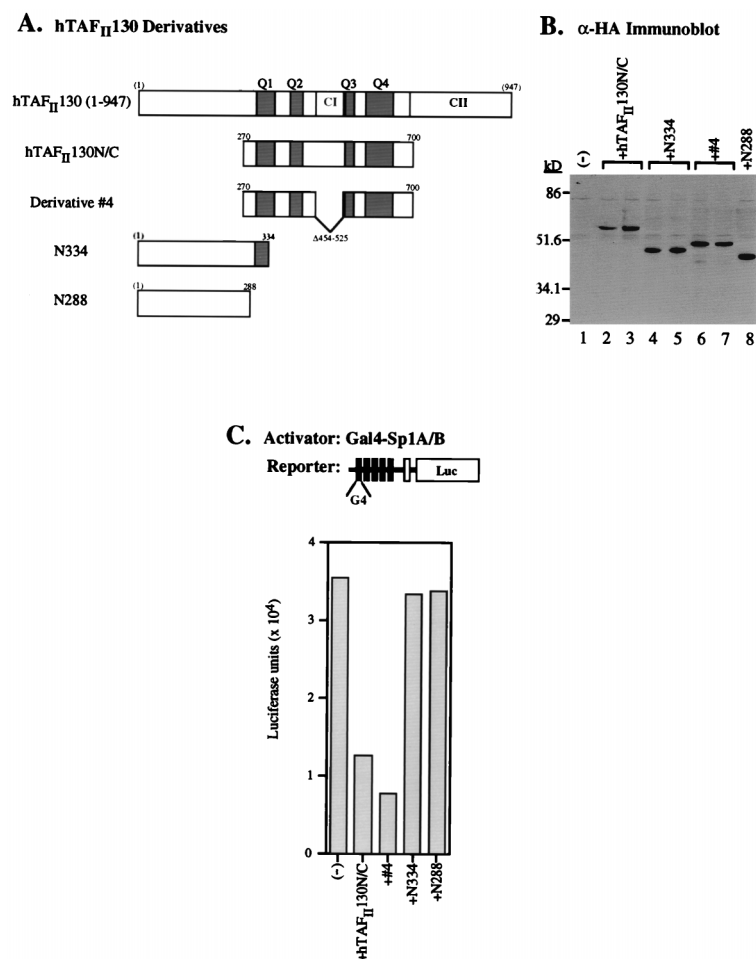 A. hTAFII130 Derivatives
(1) Q1 Q2 Q3 Q4 (947)
hTAFII130 (1-947) CI CII
270 700
hTAFII130N/C
270 700
Derivative #4
Δ454-525
(1) 334
N334
(1) 288
N288
B. α-HA Immunoblot
(-) +hTAFII130N/C +N334 +#4 +N288
kD
86
51.6
34.1
29
1 2 3 4 5 6 7 8
C. Activator: Gal4-Sp1A/B
Reporter: Luc
G4
Luciferase units (x 10⁴)
4
3
2
1
0
(-) +hTAFII130N/C +#4 +N334 +N288